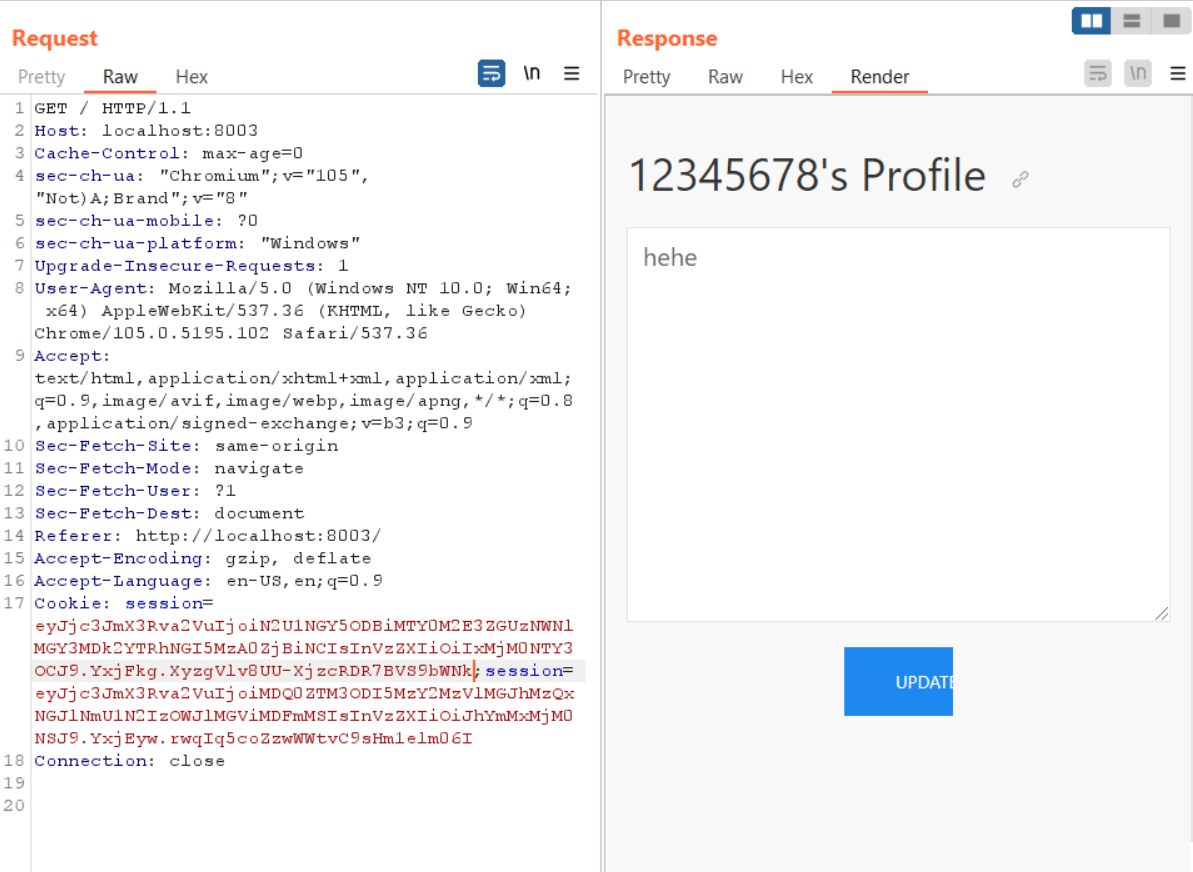 Request
Pretty Raw Hex \n
1 GET / HTTP/1.1
2 Host: localhost:8003
3 Cache-Control: max-age=0
4 sec-ch-ua: "Chromium";v="105",
"Not)A;Brand";v="8"
5 sec-ch-ua-mobile: ?0
6 sec-ch-ua-platform: "Windows"
7 Upgrade-Insecure-Requests: 1
8 User-Agent: Mozilla/5.0 (Windows NT 10.0; Win64;
x64) AppleWebKit/537.36 (KHTML, like Gecko)
Chrome/105.0.5195.102 Safari/537.36
9 Accept:
text/html,application/xhtml+xml,application/xml;
q=0.9,image/avif,image/webp,image/apng,*/*;q=0.8
,application/signed-exchange;v=b3;q=0.9
10 Sec-Fetch-Site: same-origin
11 Sec-Fetch-Mode: navigate
12 Sec-Fetch-User: ?1
13 Sec-Fetch-Dest: document
14 Referer: http://localhost:8003/
15 Accept-Encoding: gzip, deflate
16 Accept-Language: en-US,en;q=0.9
17 Cookie: session=
eyJjc3JmX3Rva2VuIjoiN2U1NGY5ODBiMTY0M2E3ZGUzNWNl
MGY3MDk2YTRhNGI5MzA0ZjBiNCIsInVzZXIiOiIxMjM0NTY3
OCJ9.YxjFkg.XyzgVlv8UU-XjzcRDR7BVS9bWNk;session=
eyJjc3JmX3Rva2VuIjoiMDQ0ZTM3ODI5MzY2MzVlMGJhMzQx
NGJlNmU1N2IzOWJlMGViMDFmMSIsInVzZXIiOiJhYmMxMjM0
NSJ9.YxjEyw.rwqIq5coZzwWWtvC9sHm1elm06I
18 Connection: close
19
20
Response
Pretty Raw Hex Render \n
12345678's Profile
hehe
UPDATE